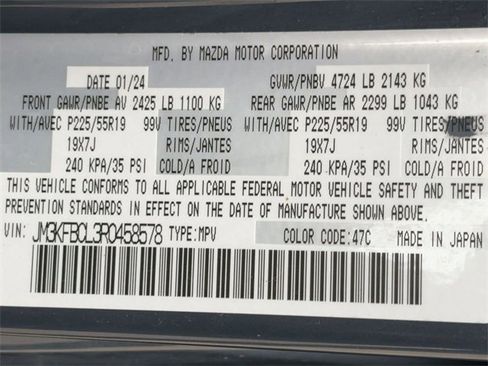 MFD. BY MAZDA MOTOR CORPORATION
DATE 01/24 GVWR/PNBV 4724 LB 2143 KG
FRONT GAWR/PNBE AV 2425 LB 1100 KG REAR GAWR/PNBE AR 2299 LB 1043 KG
WITH/AVEC P225/55R19 99V TIRES/PNEUS WITH/AVEC P225/55R19 99V TIRES/PNEUS
19X7J RIMS/JANTES 19X7J RIMS/JANTES
240 KPA/35 PSI COLD/A FROID 240 KPA/35 PSI COLD/A FROID
THIS VEHICLE CONFORMS TO ALL APPLICABLE FEDERAL MOTOR VEHICLE SAFETY AND THEFT
PREVENTION STANDARDS IN EFFECT ON THE DATE OF MANUFACTURE SHOWN ABOVE.
VIN: JM3KFBCL3R0458578 TYPE: MPV COLOR CODE: 47C MADE IN JAPAN